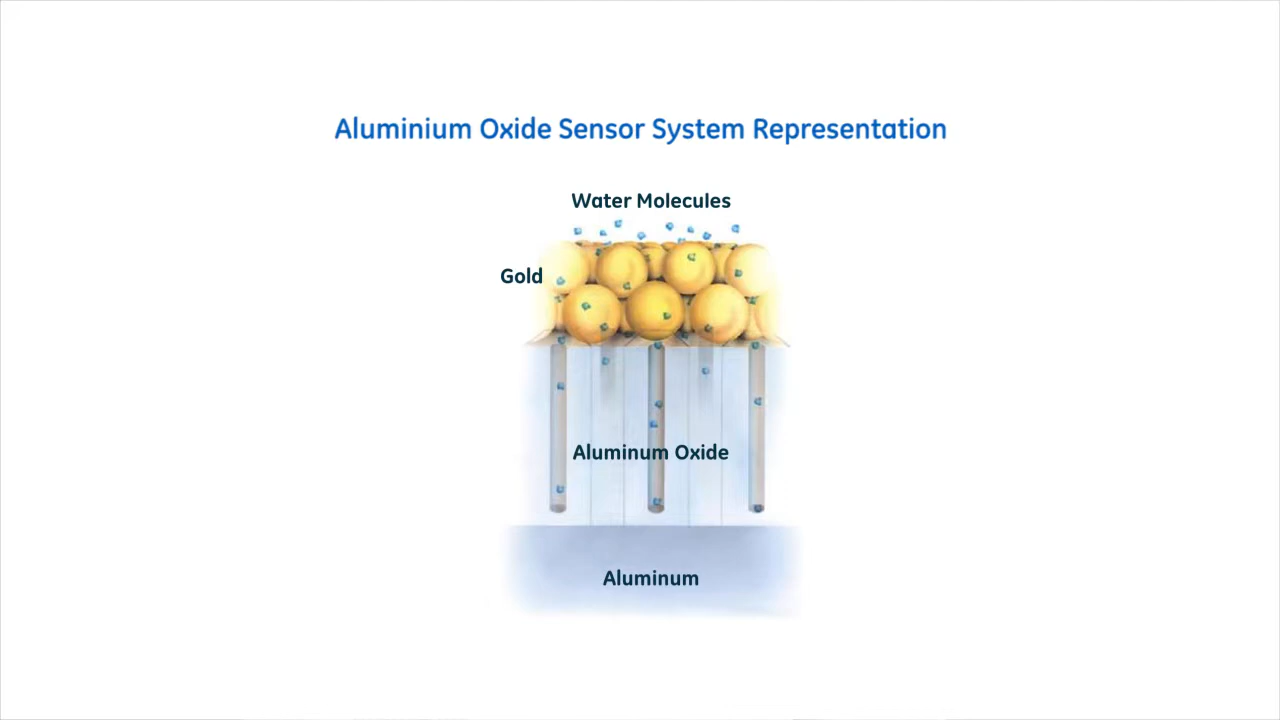 Aluminium Oxide Sensor System Representation
Water Molecules
Gold
Aluminum Oxide
Aluminum